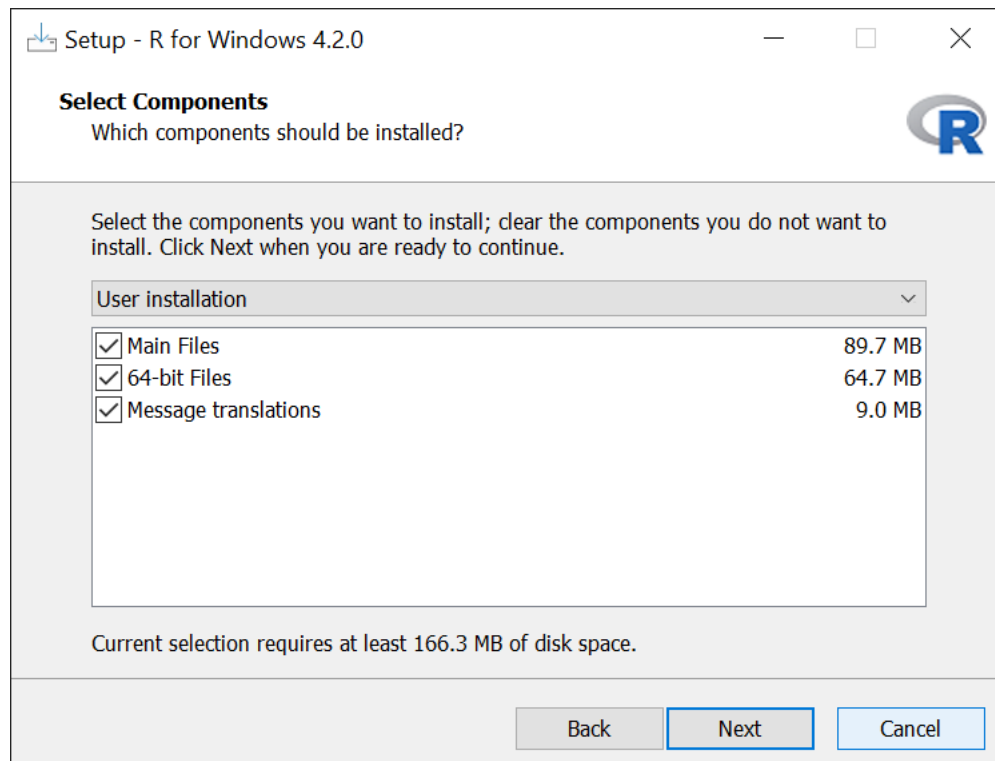 Setup - R for Windows 4.2.0
Select Components
Which components should be installed?
R
Select the components you want to install; clear the components you do not want to
install. Click Next when you are ready to continue.
User installation
Main Files 89.7 MB
64-bit Files 64.7 MB
Message translations 9.0 MB
Current selection requires at least 166.3 MB of disk space.
Back Next Cancel